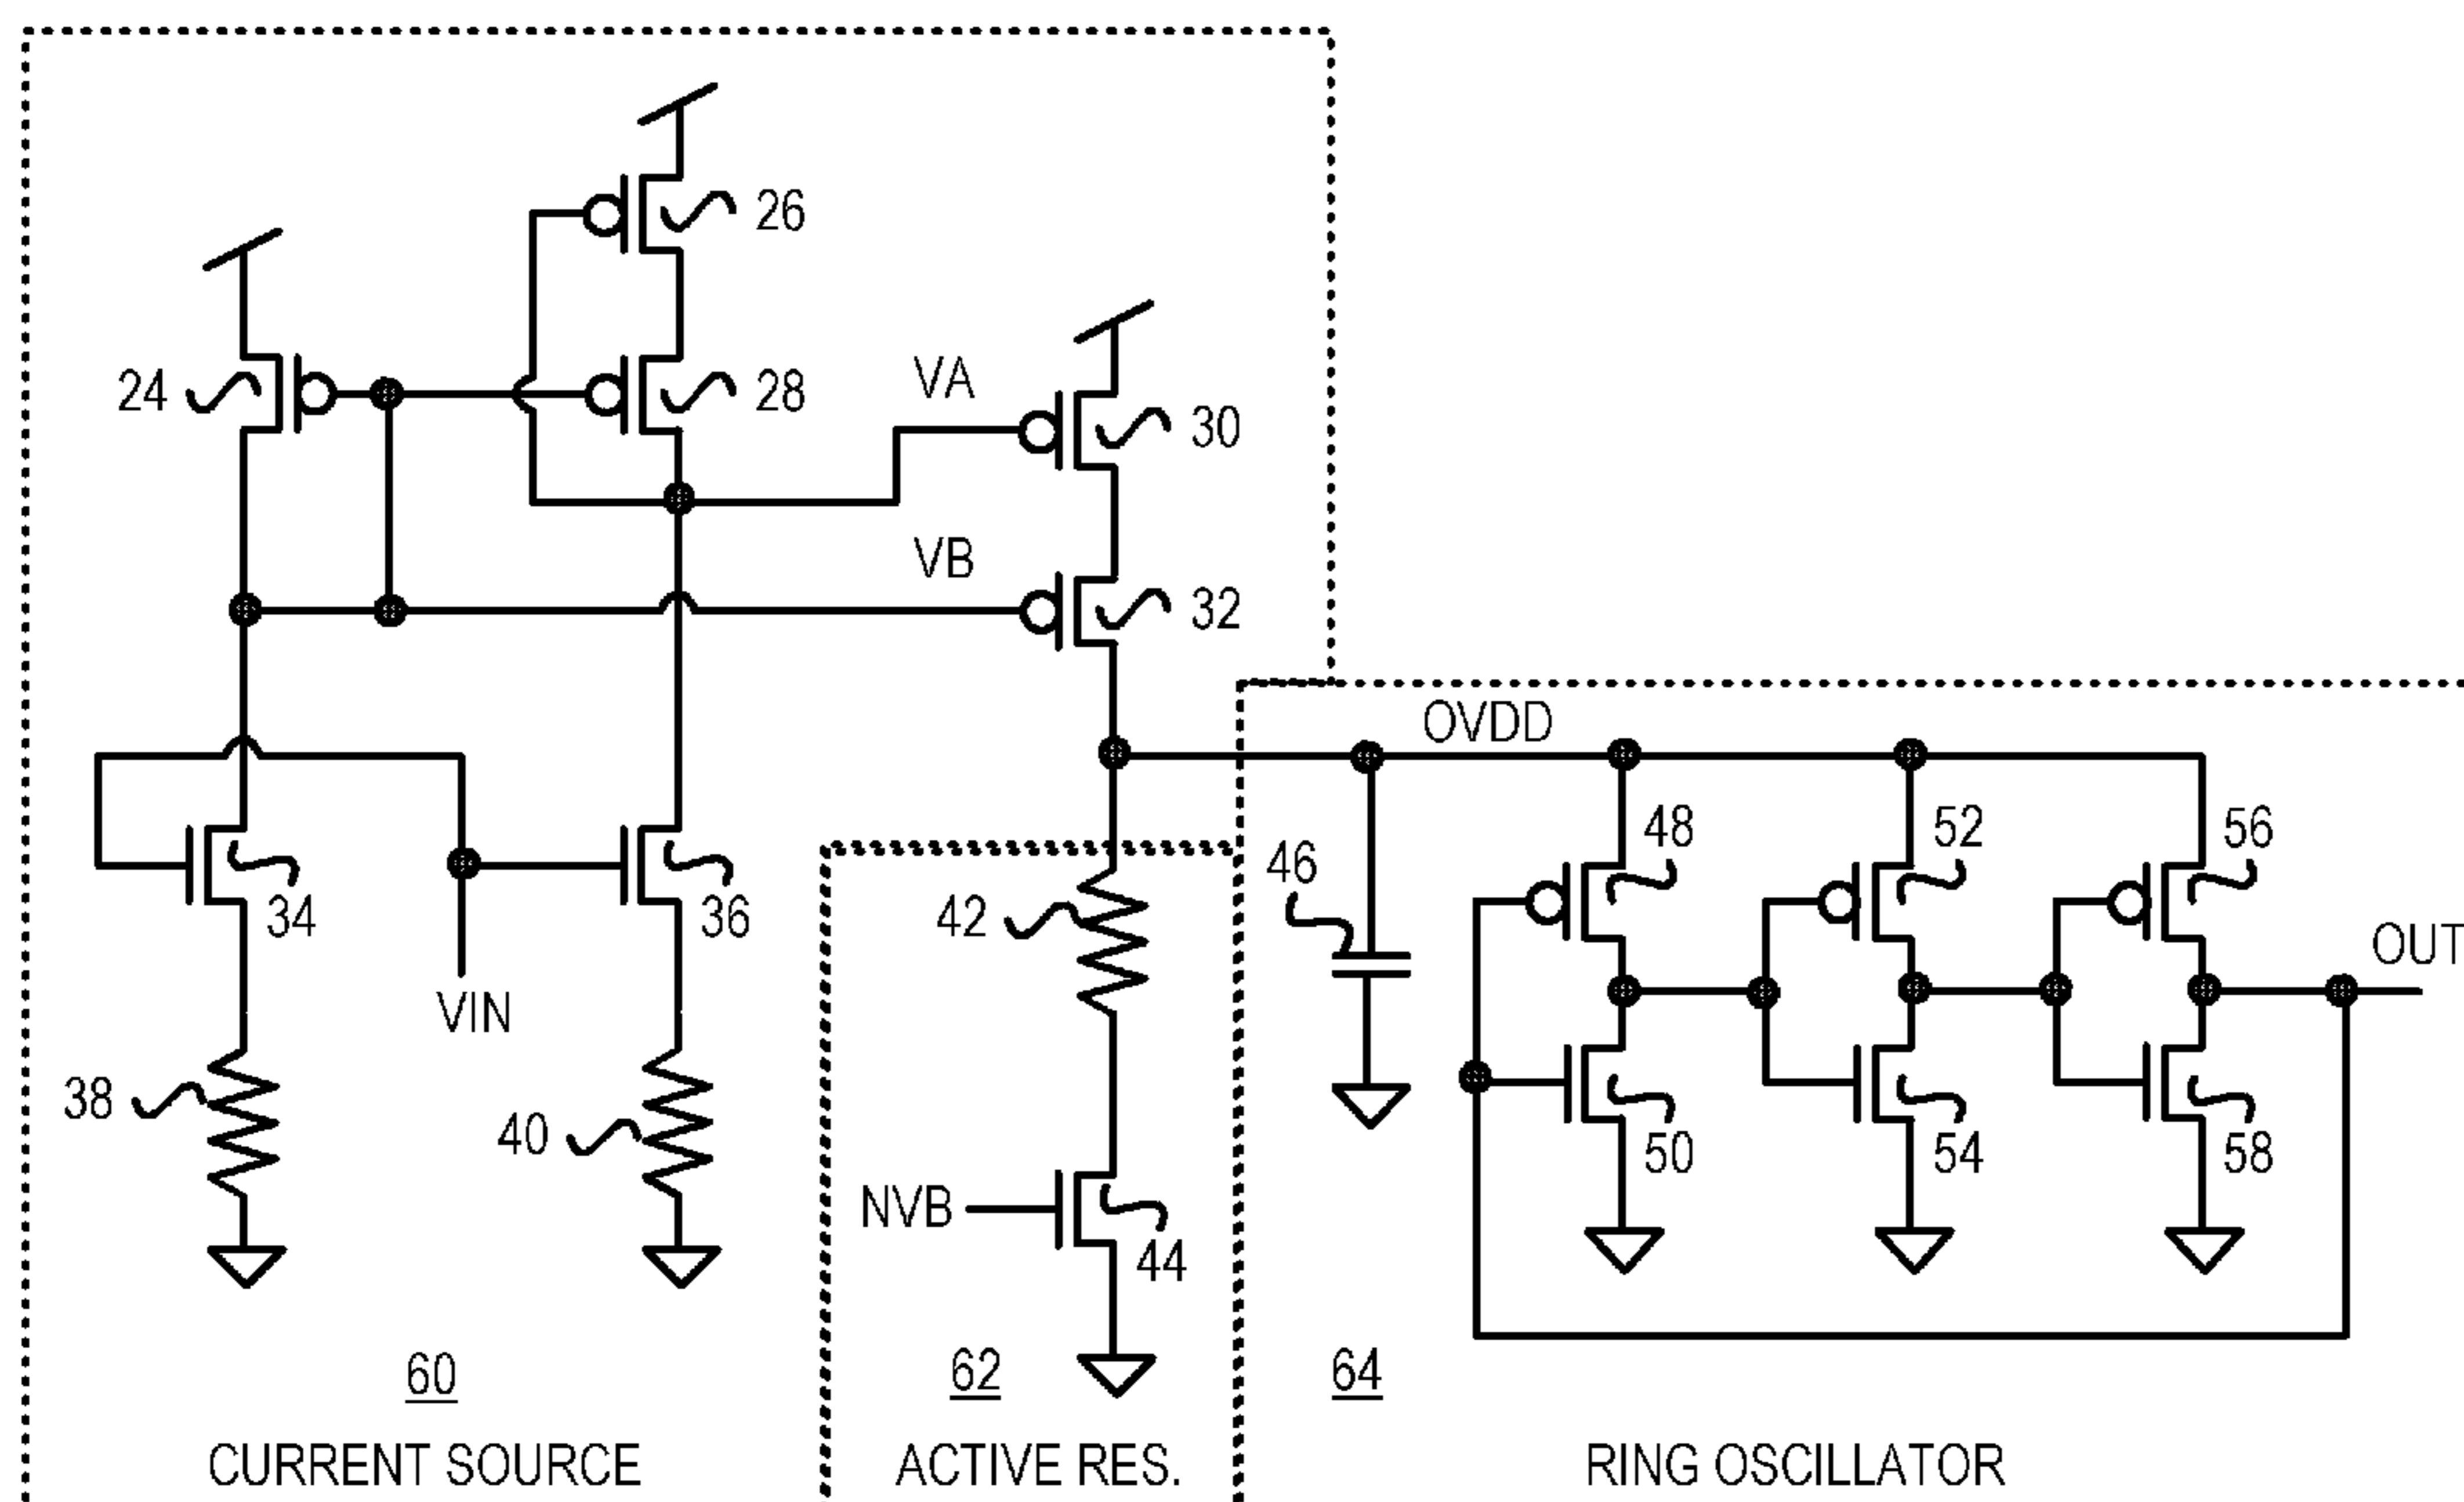 26
24
28
VA
30
VB
32
OVDD
48
52
56
46
34
36
42
OUT
VIN
38
40
50
54
58
NVB
44
60
62
64
CURRENT SOURCE
ACTIVE RES.
RING OSCILLATOR